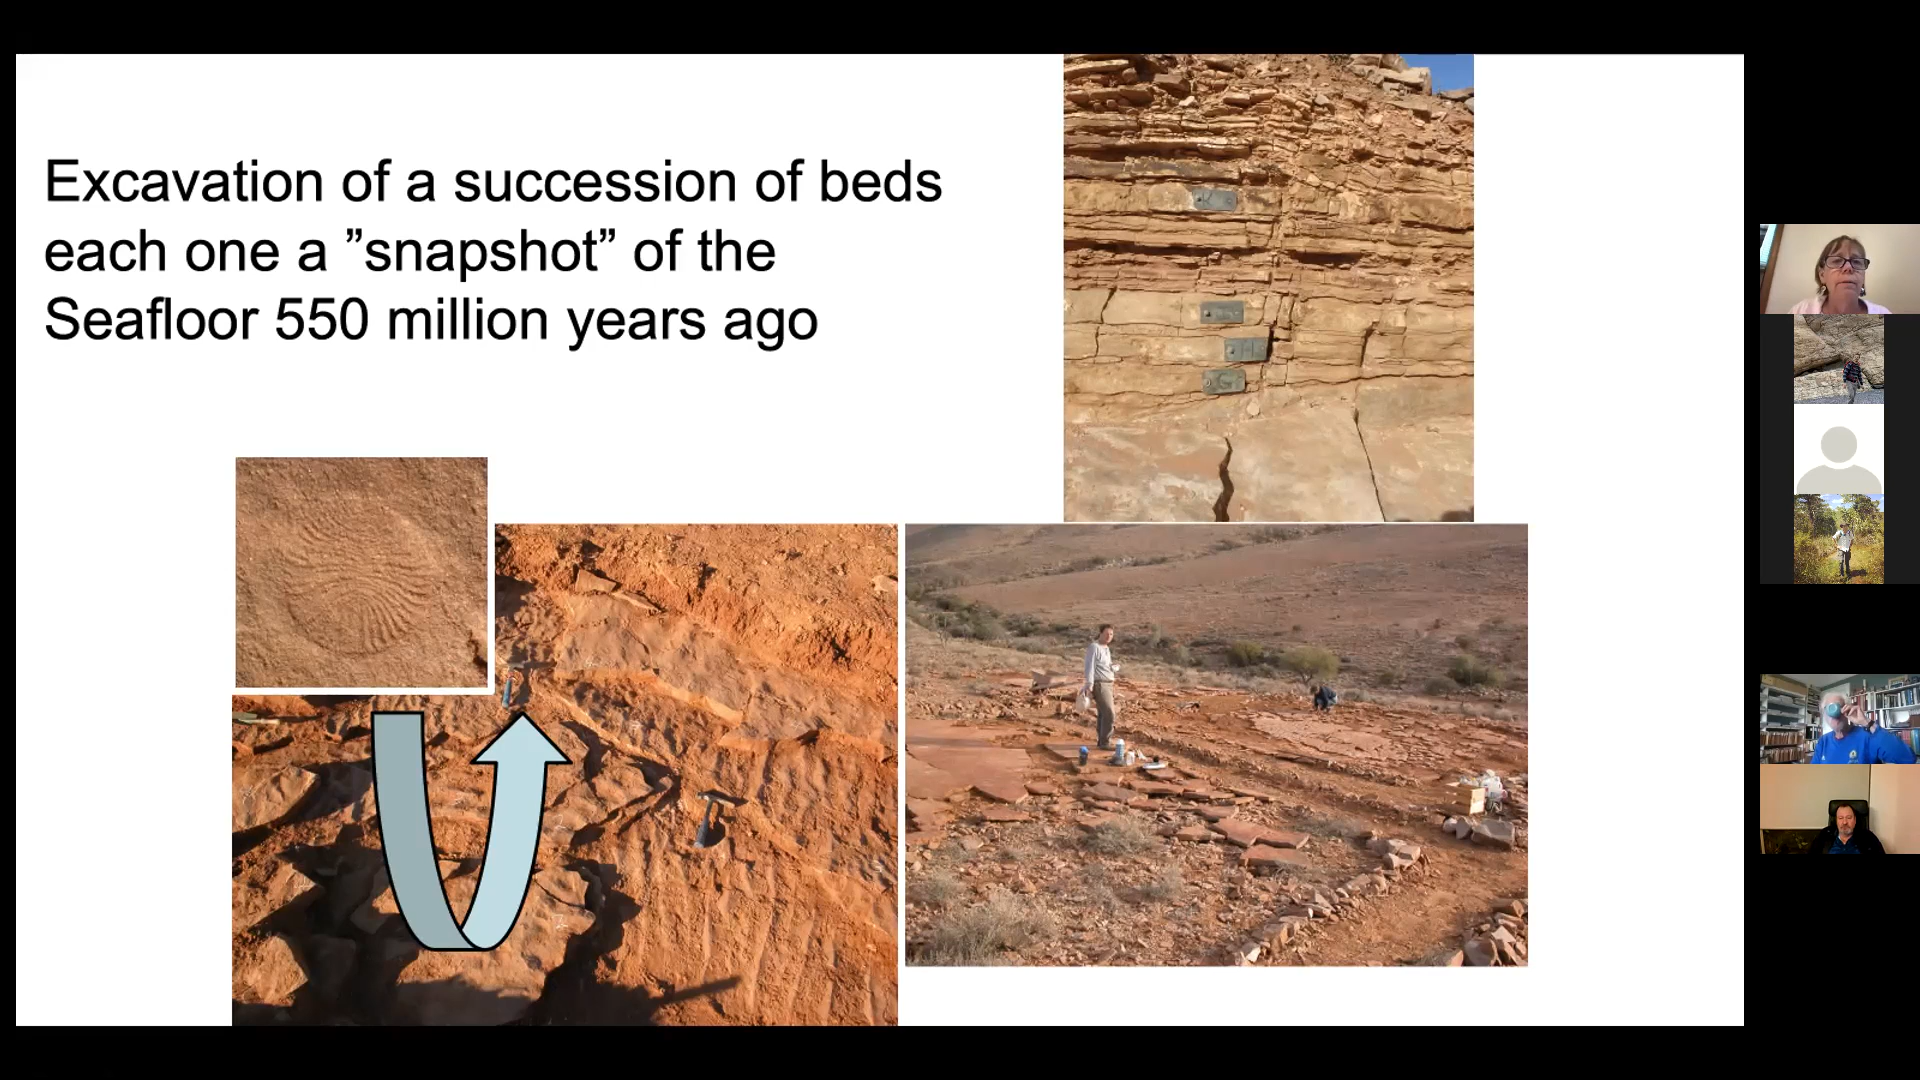 Excavation of a succession of beds
each one a ”snapshot” of the
Seafloor 550 million years ago
K
H
G